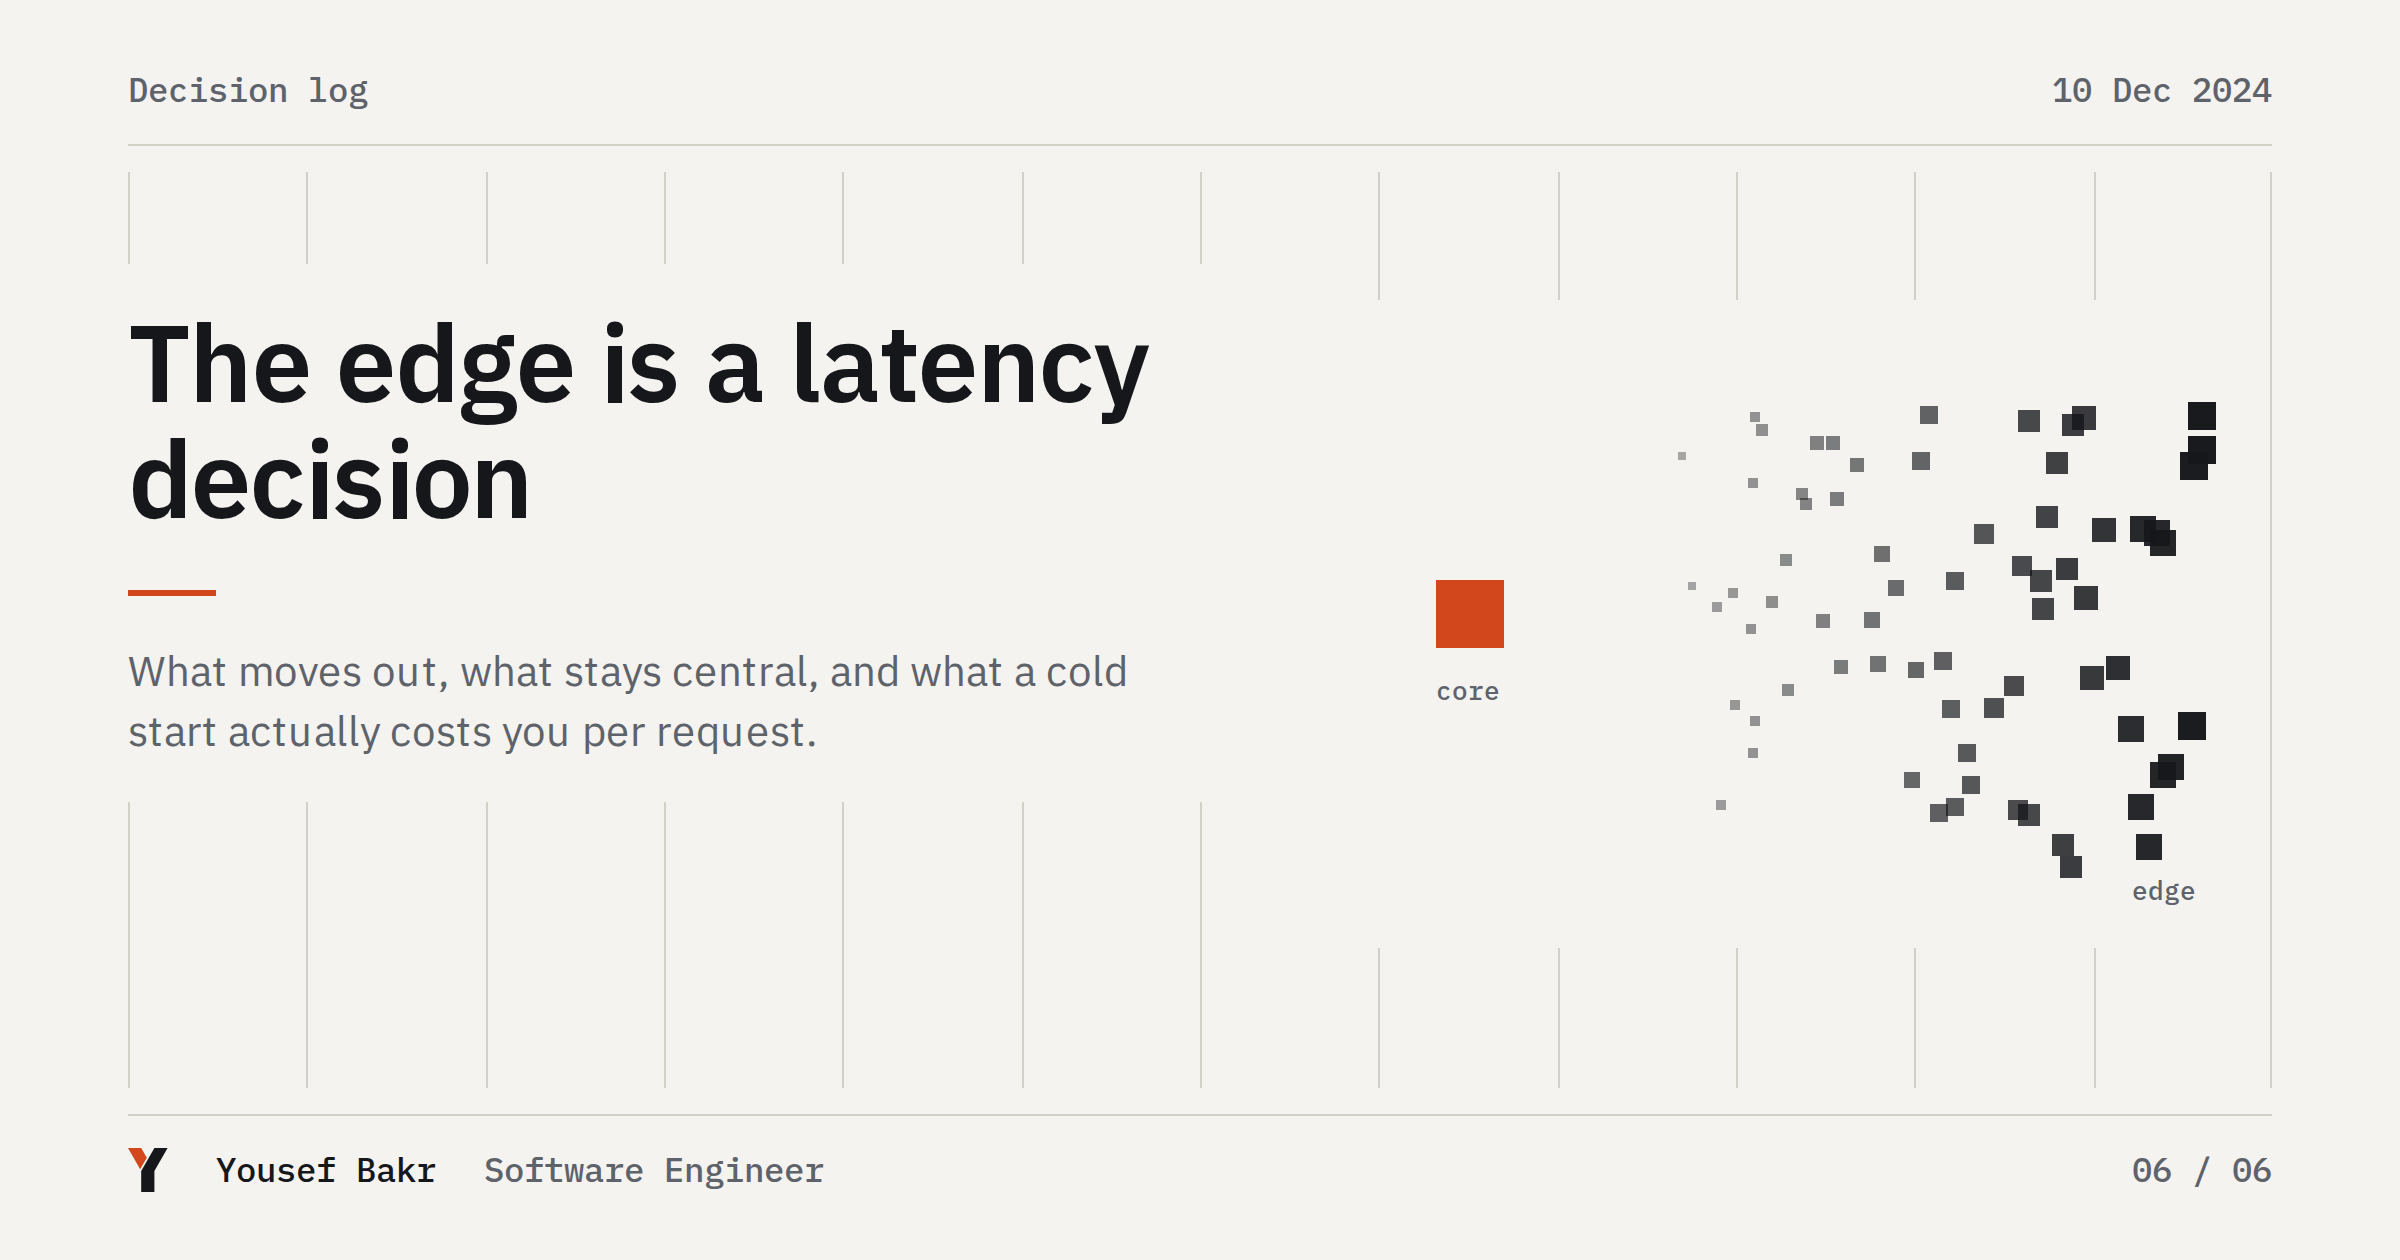 Decision log
10 Dec 2024
The edge is a latency
decision
What moves out, what stays central, and what a cold
start actually costs you per request.
core
edge
Y
Yousef Bakr
Software Engineer
06 / 06